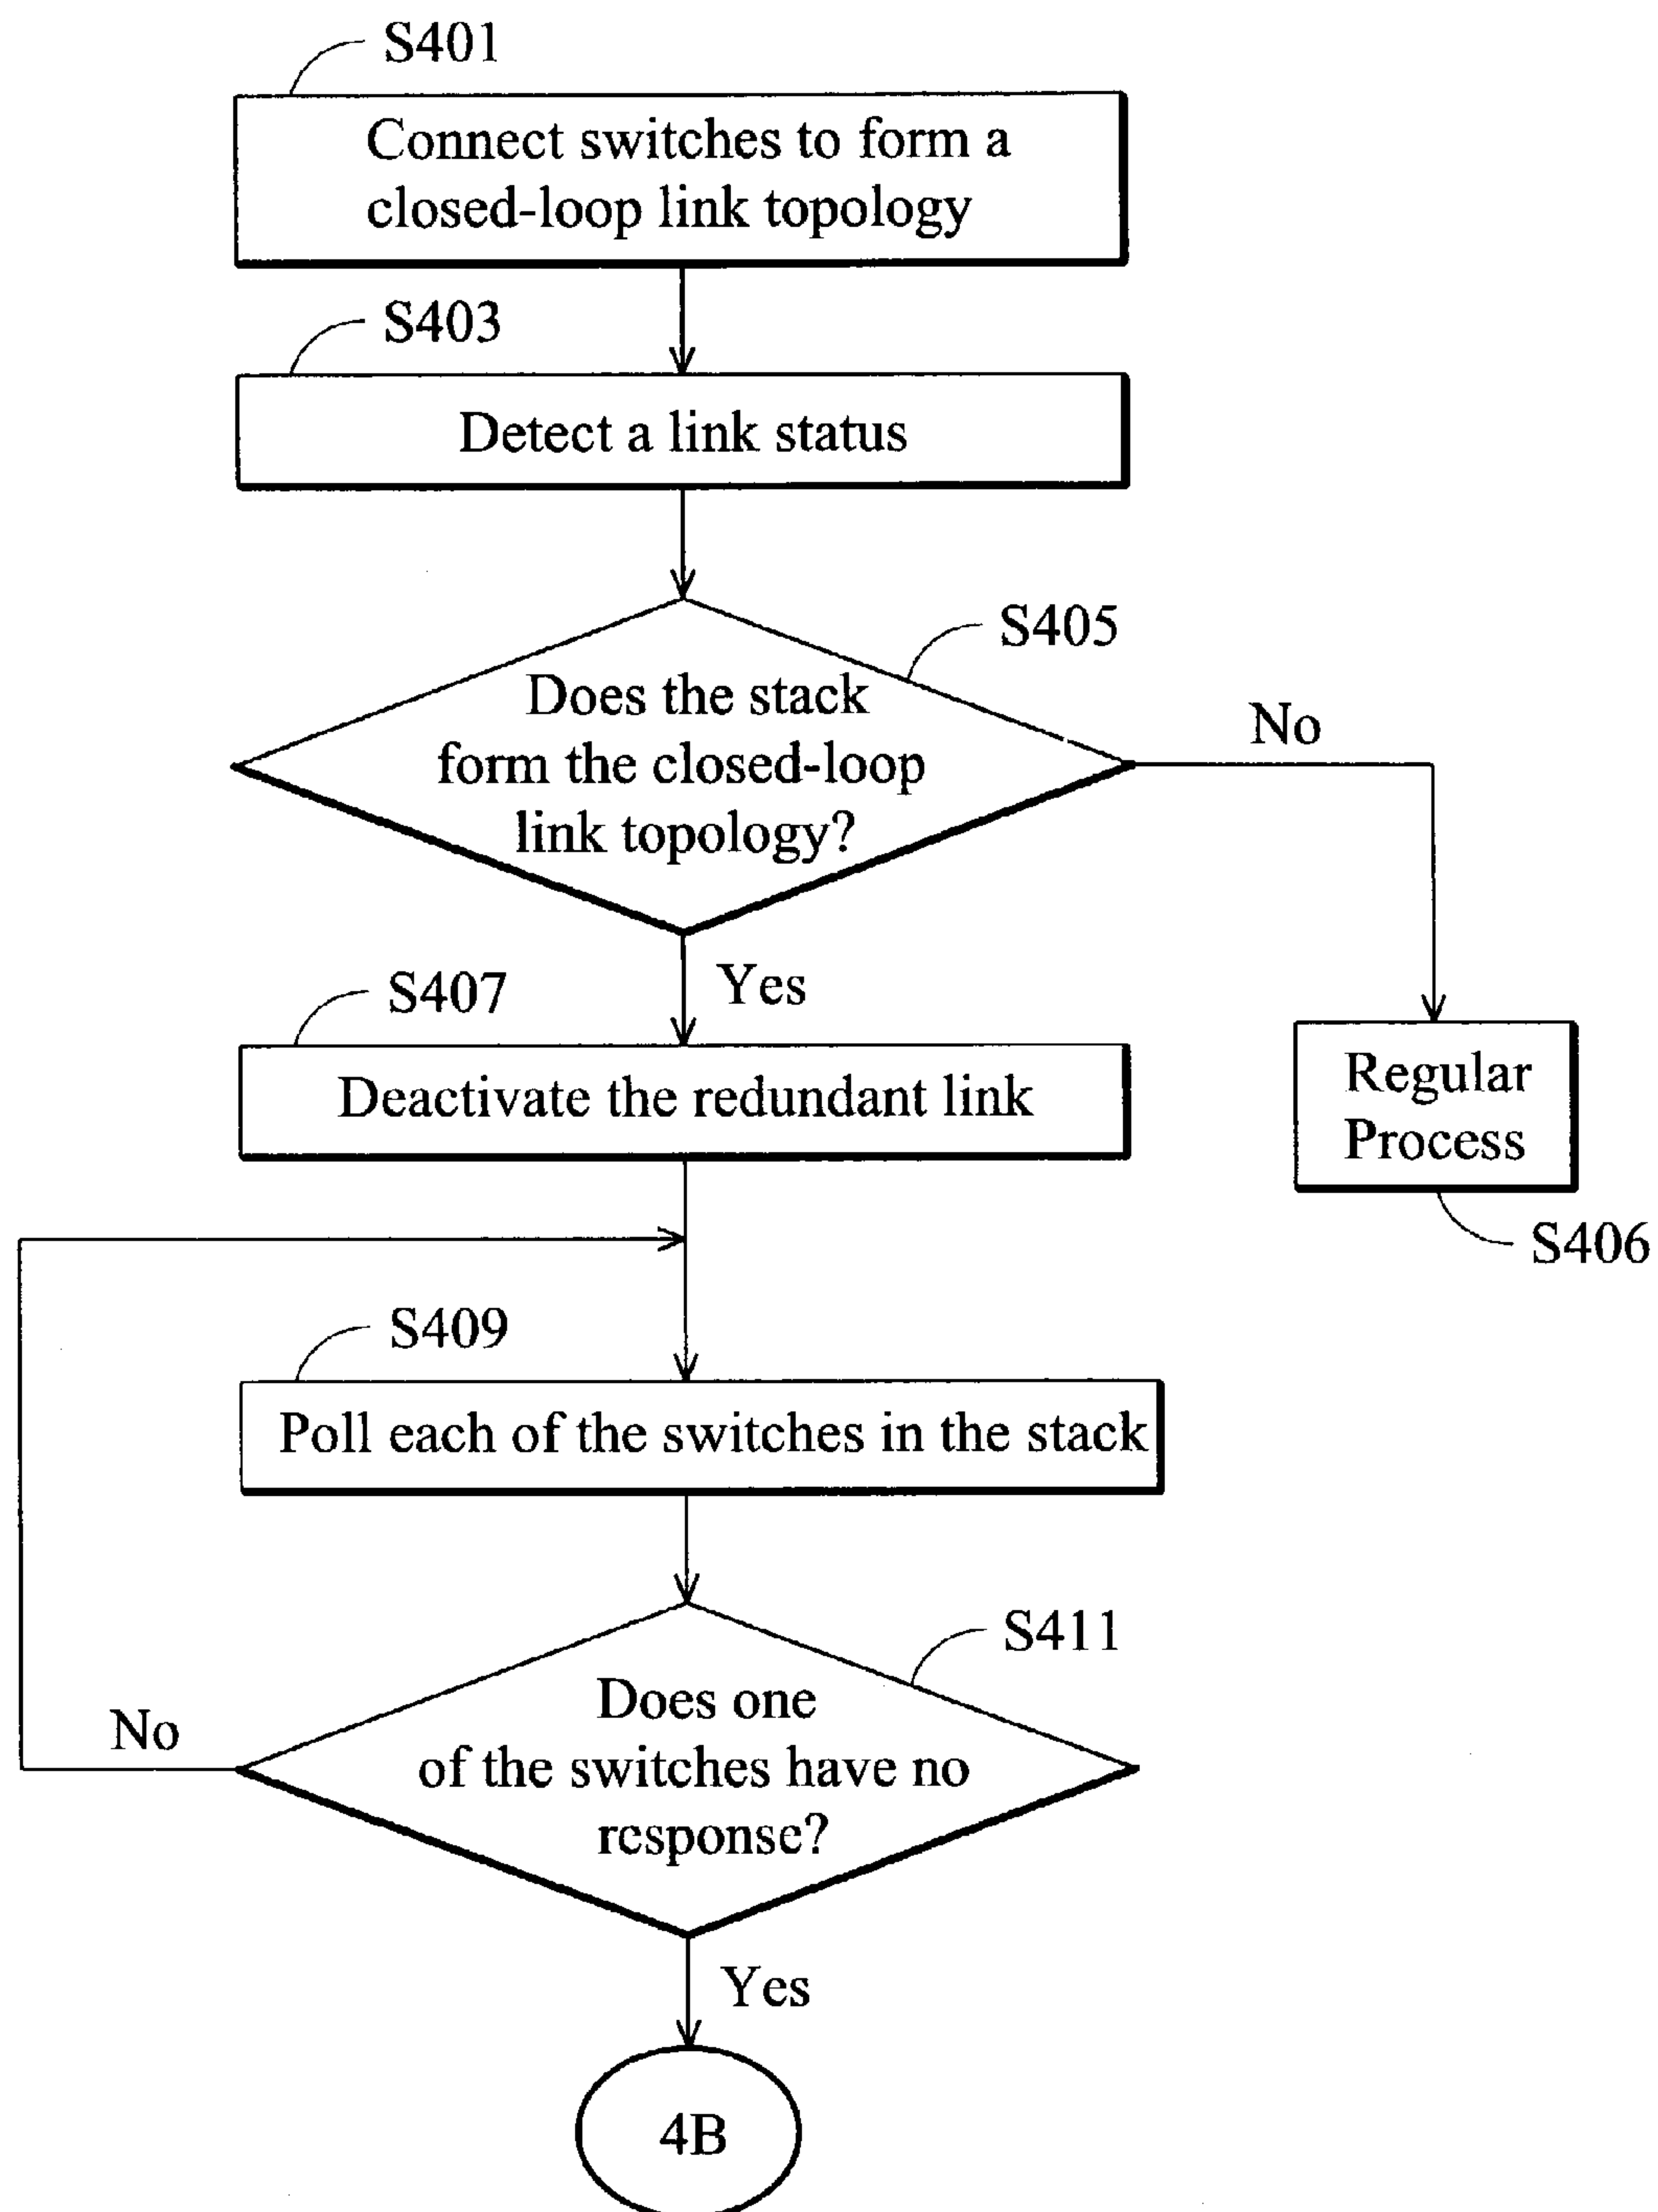 S401
Connect switches to form a
closed-loop link topology
S403
Detect a link status
S405
Does the stack
form the closed-loop
link topology?
No
Yes
S407
Deactivate the redundant link
Regular
Process
S406
S409
Poll each of the switches in the stack
S411
Does one
of the switches have no
response?
No
Yes
4B